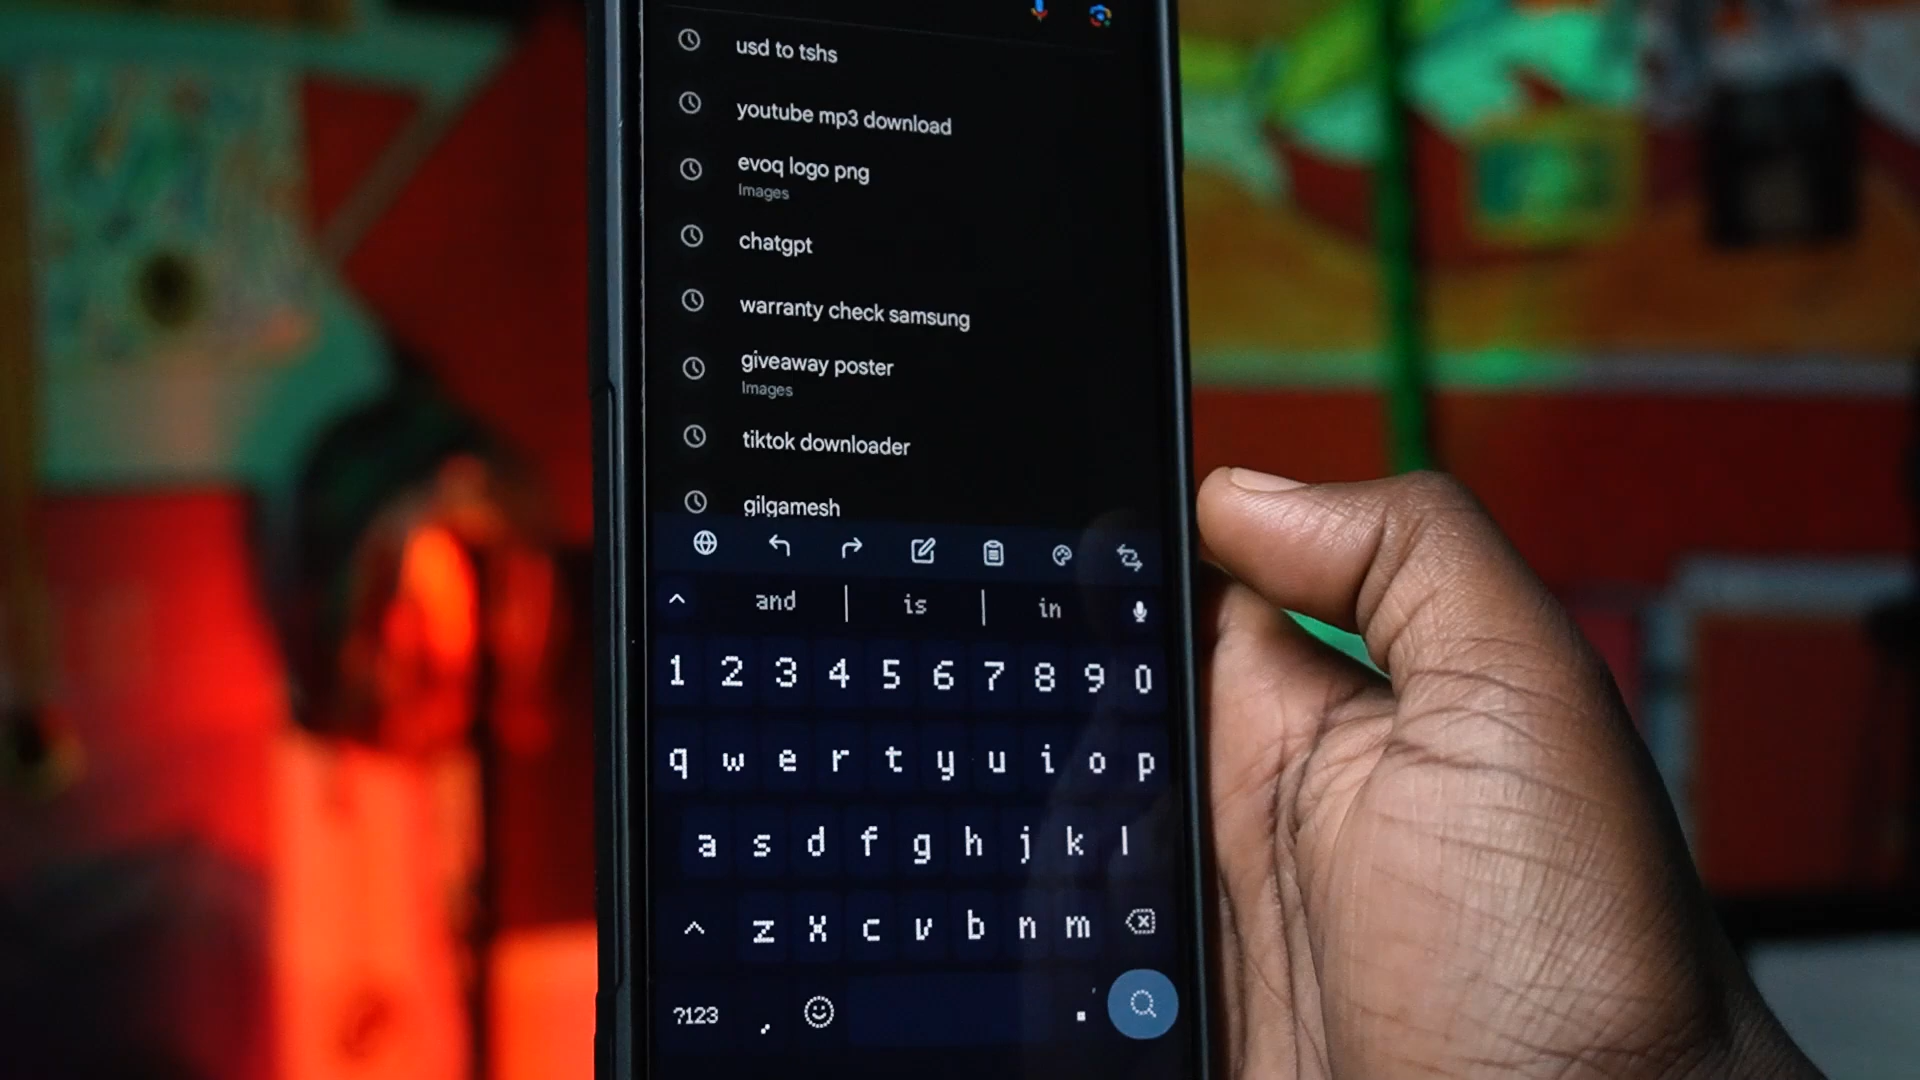 usd to tshs
youtube mp3 download
evoq logo png
Images
chatgpt
warranty check samsung
giveaway poster
Images
tiktok downloader
gilgamesh
and is in
1 2 3 4 5 6 7 8 9 0
q w e r t y u i o p
a s d f g h j k l
z x c v b n m
?123 , .